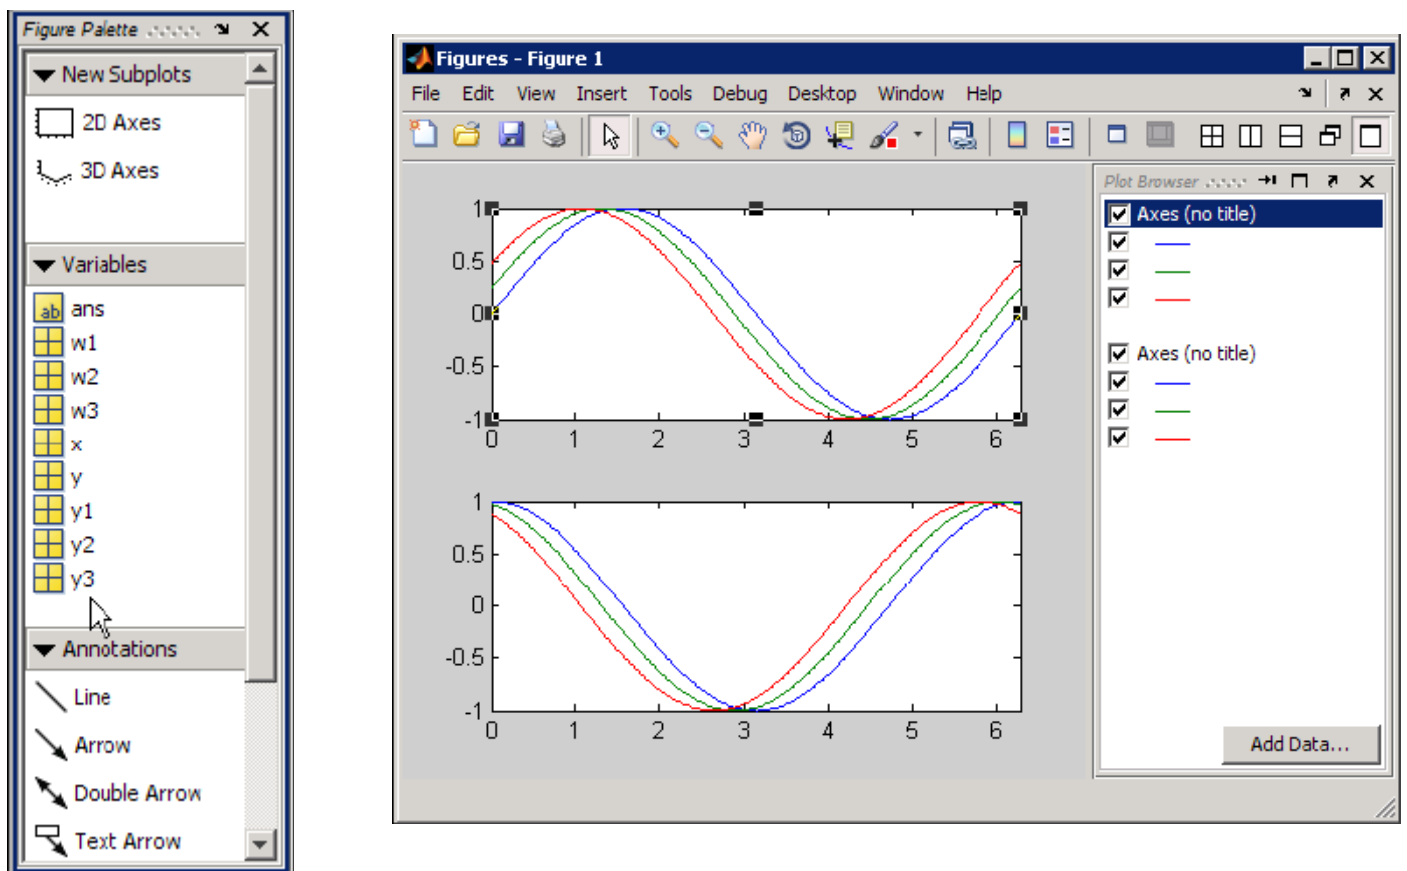 Figure Palette
New Subplots
2D Axes
3D Axes
Variables
ab ans
w1
w2
w3
x
y
y1
y2
y3
Annotations
Line
Arrow
Double Arrow
Text Arrow
Figures - Figure 1
File Edit View Insert Tools Debug Desktop Window Help
Plot Browser
Axes (no title)
Axes (no title)
Add Data...
1
0.5
0
-0.5
-1
0 1 2 3 4 5 6
1
0.5
0
-0.5
-1
0 1 2 3 4 5 6